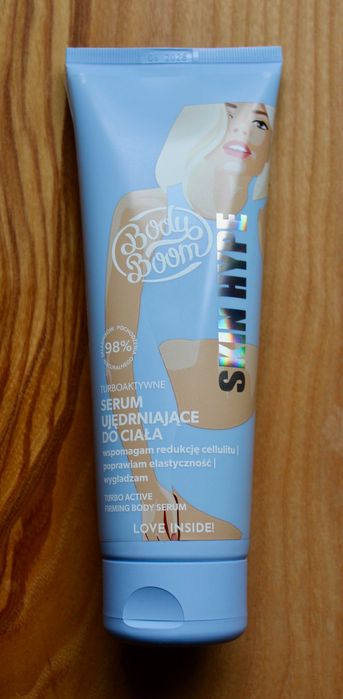 Body
Boom
SKIN HYPE
98%
TURBOAKTYWNE
SERUM
UJĘDRNIAJĄCE
DO CIAŁA
wspomagam redukcję cellulitu |
poprawiam elastyczność |
wygładzam
TURBO ACTIVE
FIRMING BODY SERUM
LOVE INSIDE!